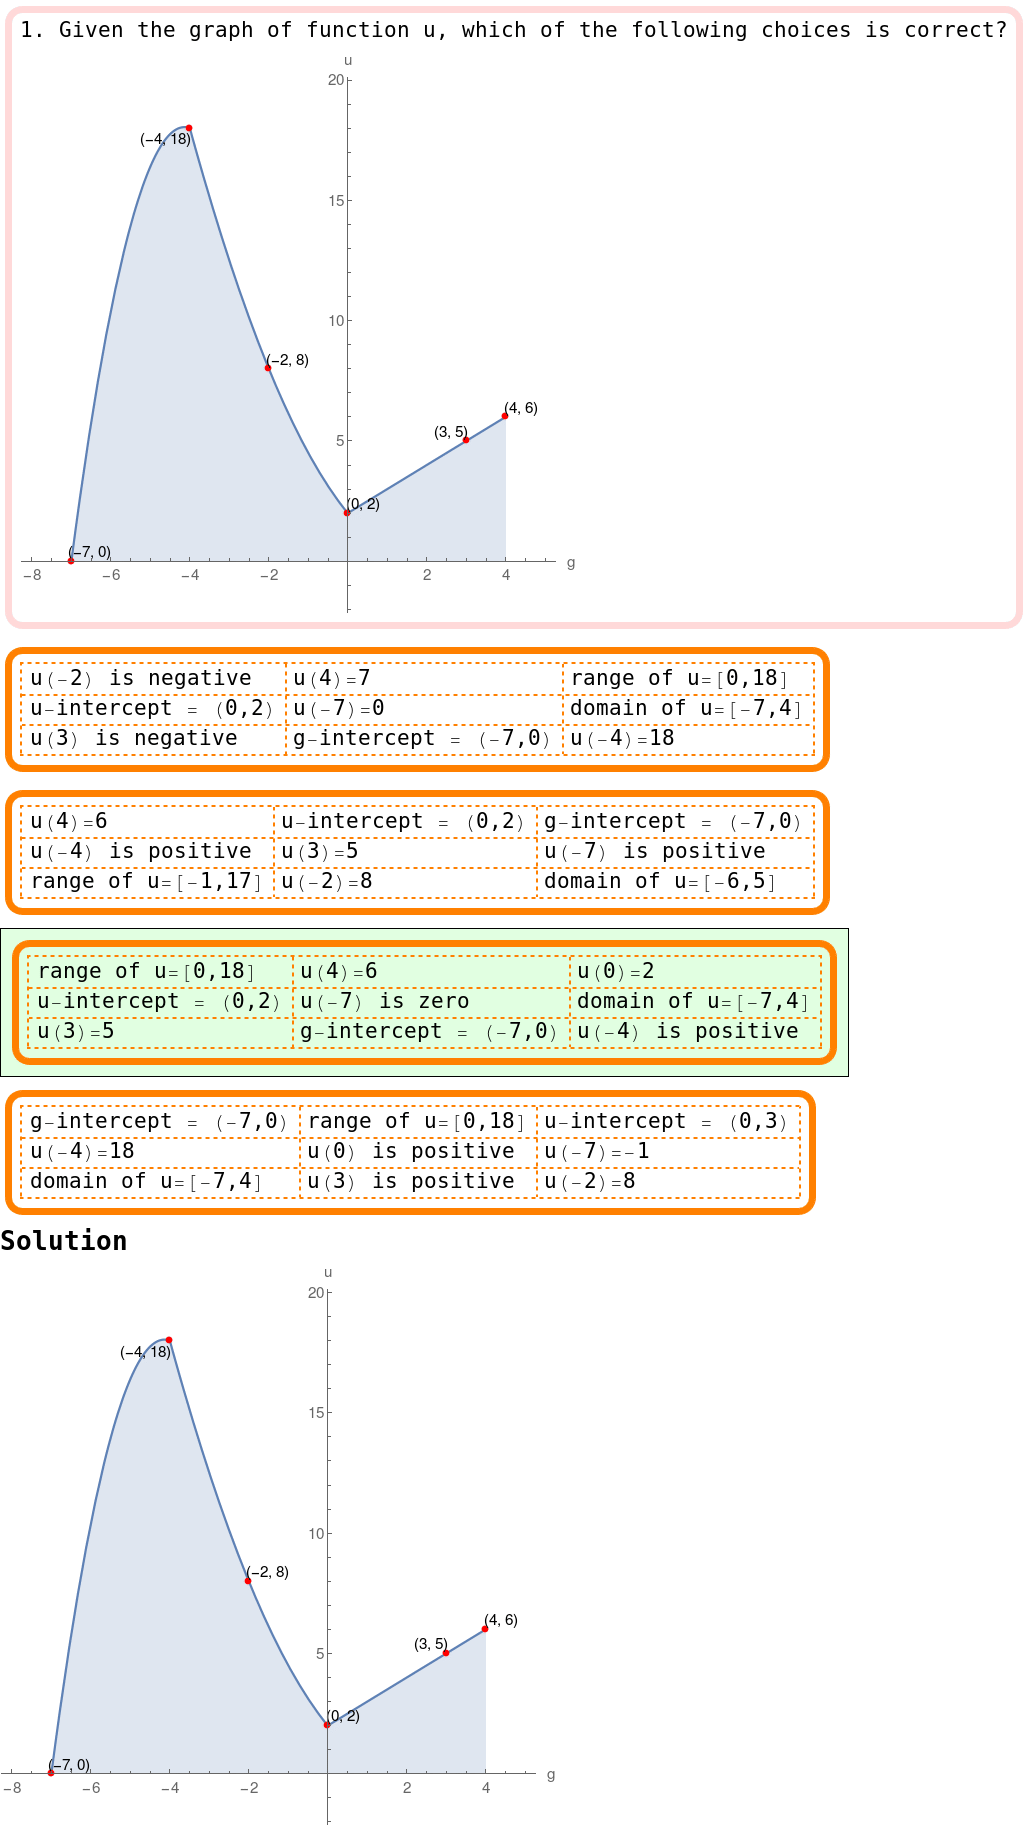 1. Given the graph of function u, which of the following choices is correct?
u
20
(−4, 18)
15
10
(−2, 8)
(4, 6)
(3, 5)
5
(0, 2)
(−7, 0)
g
−8 −6 −4 −2 2 4
u(-2) is negative u(4)=7 range of u=[0,18]
u-intercept = (0,2) u(-7)=0 domain of u=[-7,4]
u(3) is negative g-intercept = (-7,0) u(-4)=18
u(4)=6 u-intercept = (0,2) g-intercept = (-7,0)
u(-4) is positive u(3)=5 u(-7) is positive
range of u=[-1,17] u(-2)=8 domain of u=[-6,5]
range of u=[0,18] u(4)=6 u(0)=2
u-intercept = (0,2) u(-7) is zero domain of u=[-7,4]
u(3)=5 g-intercept = (-7,0) u(-4) is positive
g-intercept = (-7,0) range of u=[0,18] u-intercept = (0,3)
u(-4)=18 u(0) is positive u(-7)=-1
domain of u=[-7,4] u(3) is positive u(-2)=8
Solution
u
20
(−4, 18)
15
10
(−2, 8)
(4, 6)
(3, 5)
5
(0, 2)
(−7, 0)
g
−8 −6 −4 −2 2 4